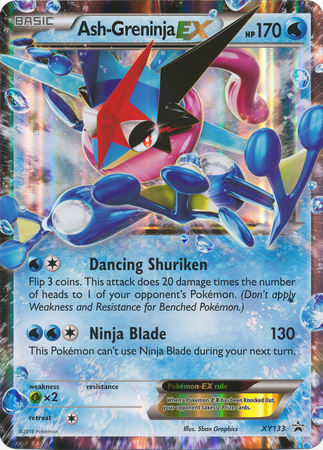 BASIC
Ash-Greninja EX
HP 170
Dancing Shuriken
Flip 3 coins. This attack does 20 damage times the number
of heads to 1 of your opponent's Pokémon. (Don't apply
Weakness and Resistance for Benched Pokémon.)
Ninja Blade 130
This Pokémon can't use Ninja Blade during your next turn.
weakness resistance
×2
Pokémon-EX rule
When a Pokémon-EX has been Knocked Out,
your opponent takes 2 Prize cards.
retreat
©2016 Pokémon
Illus. 5ban Graphics
XY133
PROMO